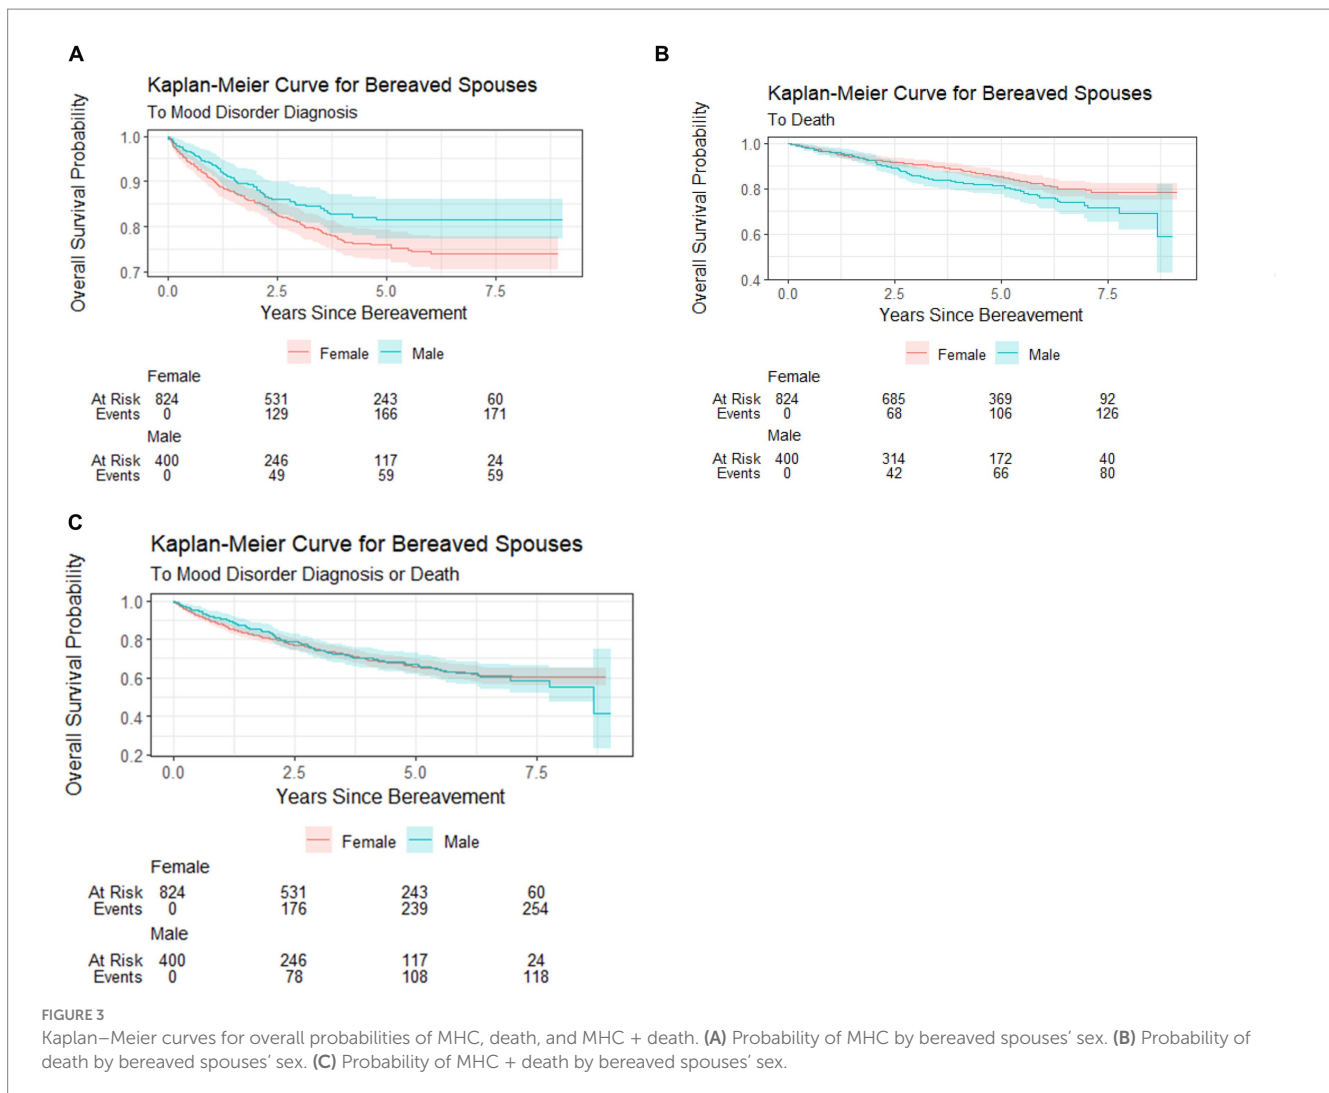 A
Kaplan-Meier Curve for Bereaved Spouses
To Mood Disorder Diagnosis
Overall Survival Probability
1.0
0.9
0.8
0.7
0.0 2.5 5.0 7.5
Years Since Bereavement
Female Male
Female
At Risk 824 531 243 60
Events 0 129 166 171
Male
At Risk 400 246 117 24
Events 0 49 59 59
B
Kaplan-Meier Curve for Bereaved Spouses
To Death
Overall Survival Probability
1.0
0.8
0.6
0.4
0.0 2.5 5.0 7.5
Years Since Bereavement
Female Male
Female
At Risk 824 685 369 92
Events 0 68 106 126
Male
At Risk 400 314 172 40
Events 0 42 66 80
C
Kaplan-Meier Curve for Bereaved Spouses
To Mood Disorder Diagnosis or Death
Overall Survival Probability
1.0
0.8
0.6
0.4
0.2
0.0 2.5 5.0 7.5
Years Since Bereavement
Female Male
Female
At Risk 824 531 243 60
Events 0 176 239 254
Male
At Risk 400 246 117 24
Events 0 78 108 118
FIGURE 3
Kaplan–Meier curves for overall probabilities of MHC, death, and MHC + death. (A) Probability of MHC by bereaved spouses' sex. (B) Probability of
death by bereaved spouses' sex. (C) Probability of MHC + death by bereaved spouses' sex.